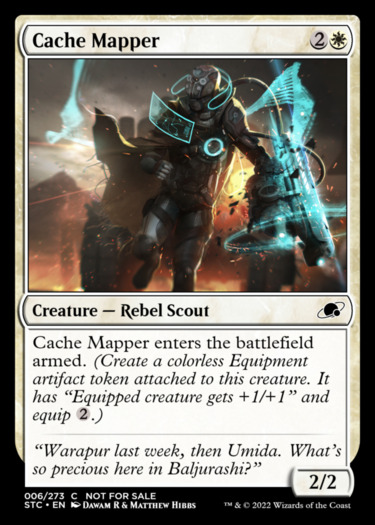 Cache Mapper 2
Creature — Rebel Scout
Cache Mapper enters the battlefield
armed. (Create a colorless Equipment
artifact token attached to this creature. It
has “Equipped creature gets +1/+1” and
equip 2.)
“Warapur last week, then Umida. What’s
so precious here in Baljurashi?”
2/2
006/273 C NOT FOR SALE
STC • EN Dawam R & Matthew Hibbs
™ & © 2022 Wizards of the Coast